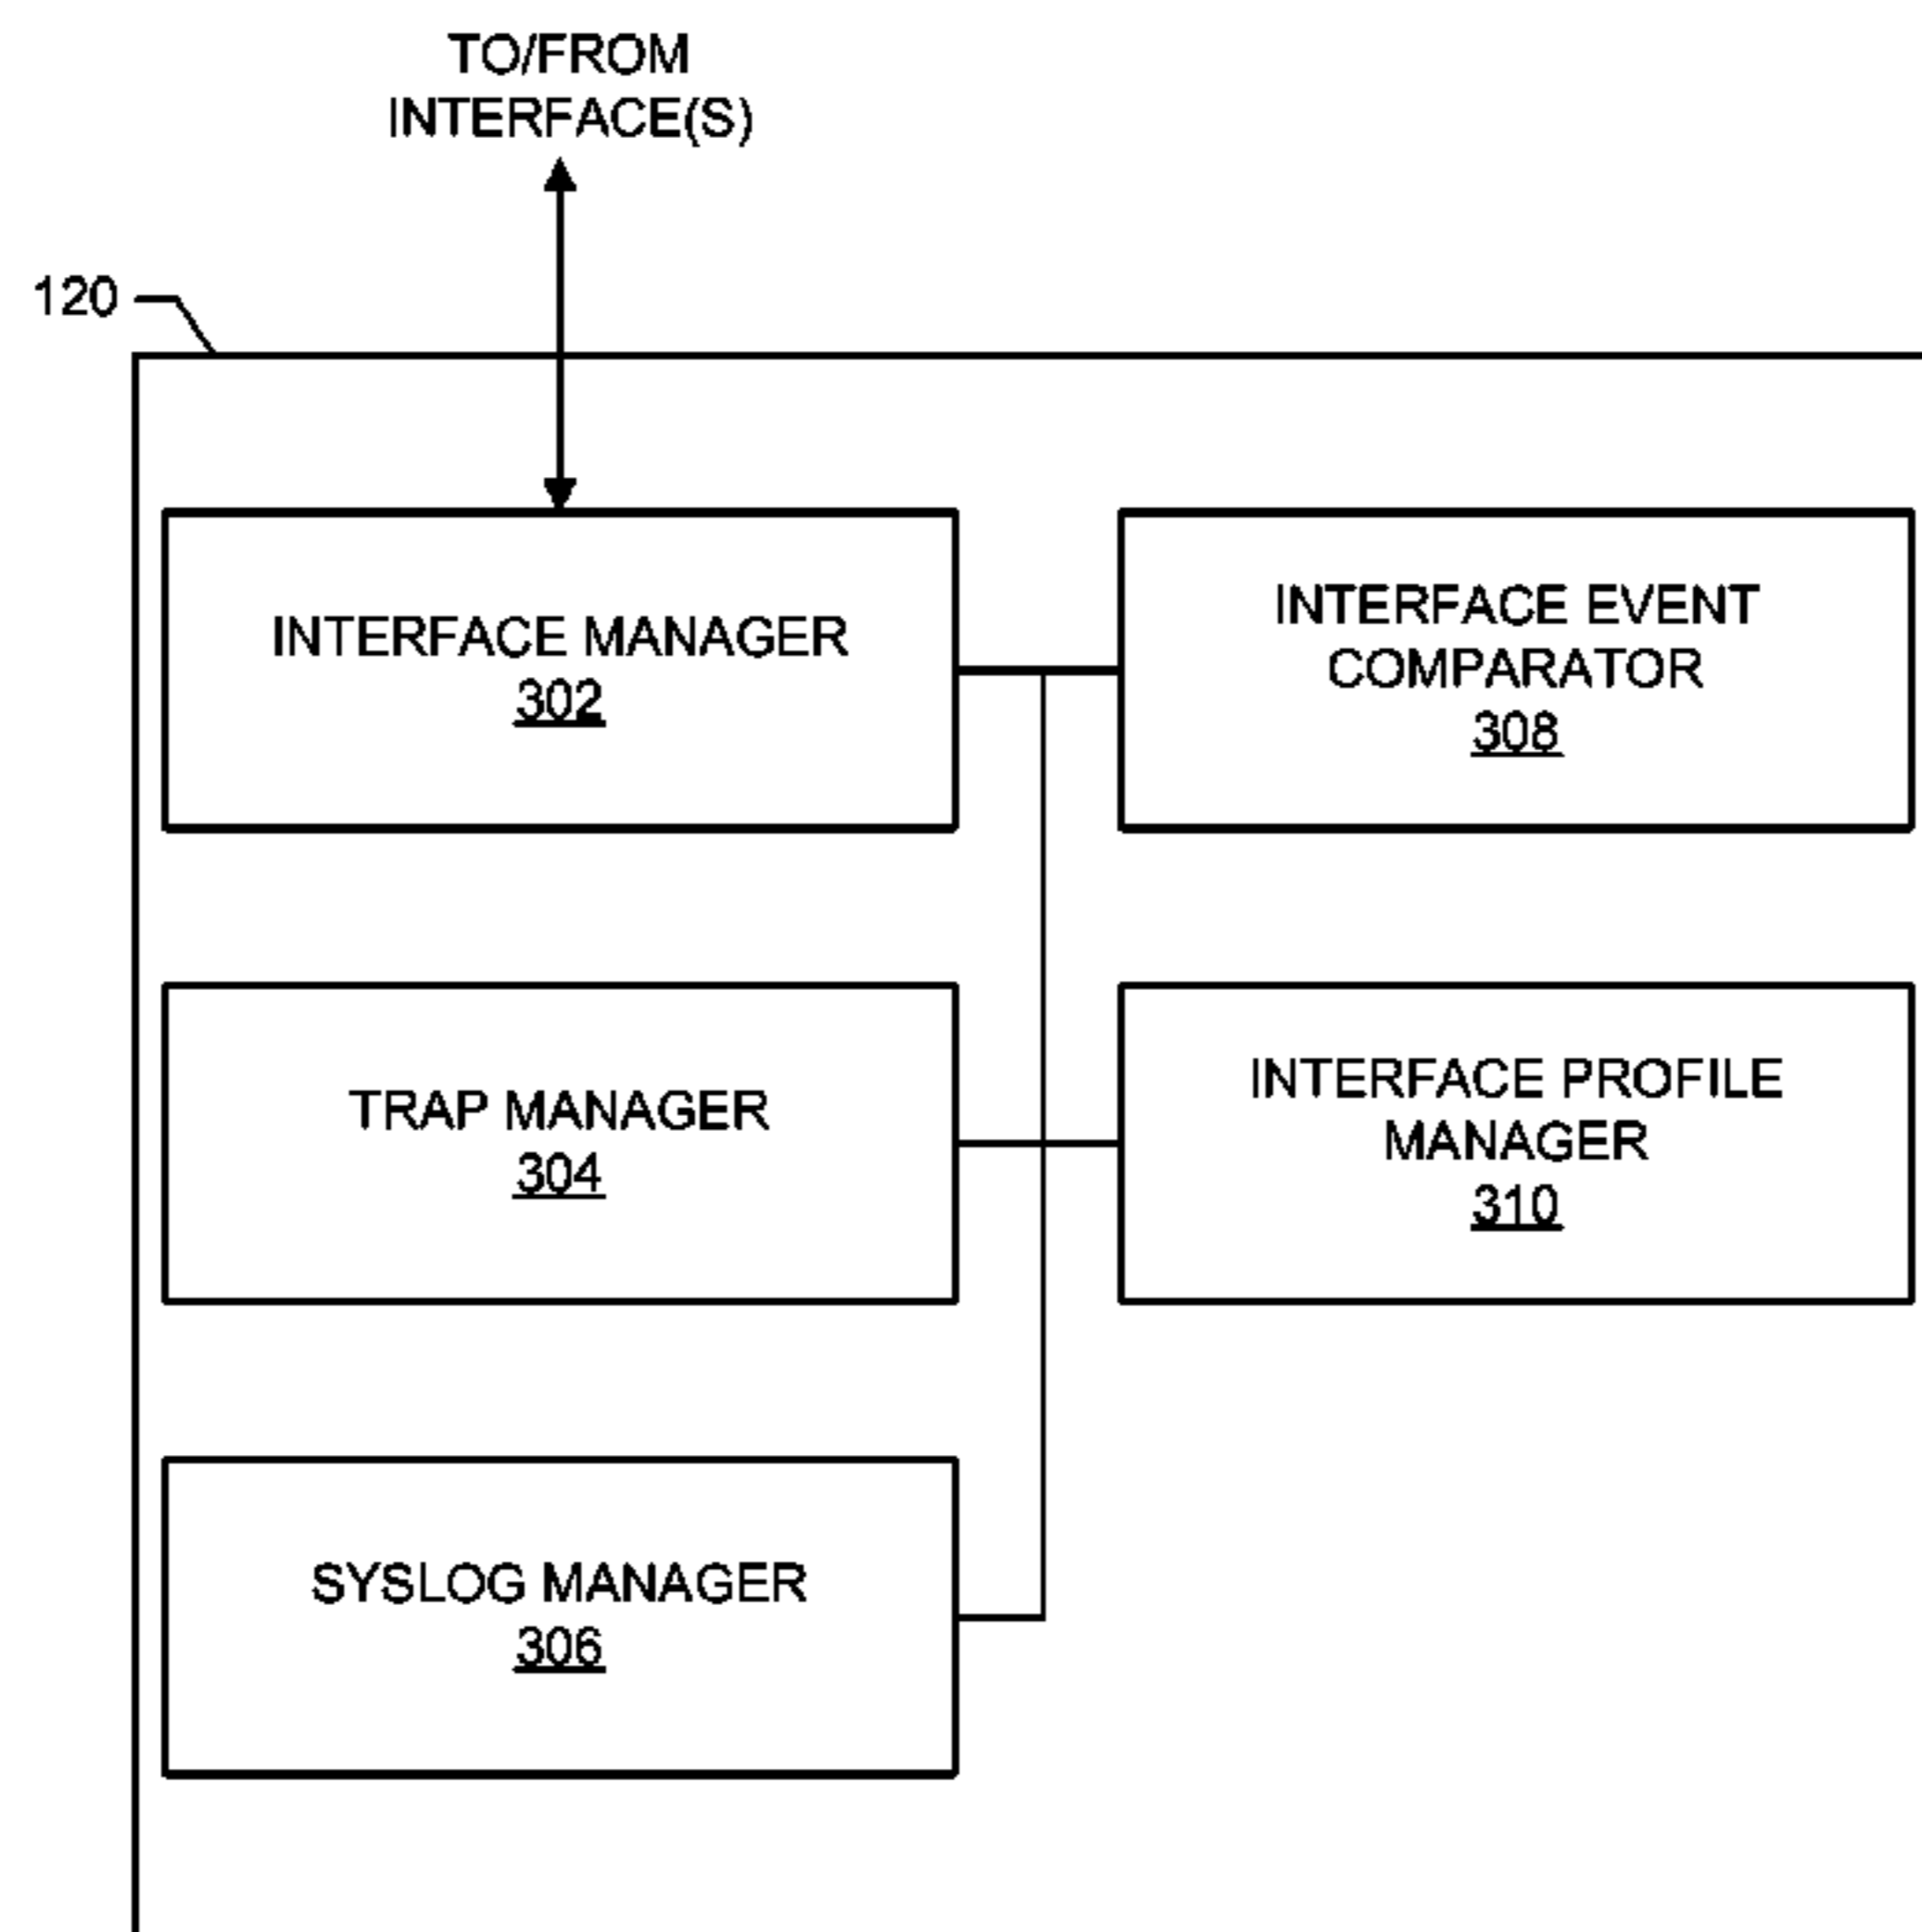 TO/FROM
INTERFACE(S)
120
INTERFACE MANAGER
302
INTERFACE EVENT
COMPARATOR
308
TRAP MANAGER
304
INTERFACE PROFILE
MANAGER
310
SYSLOG MANAGER
306